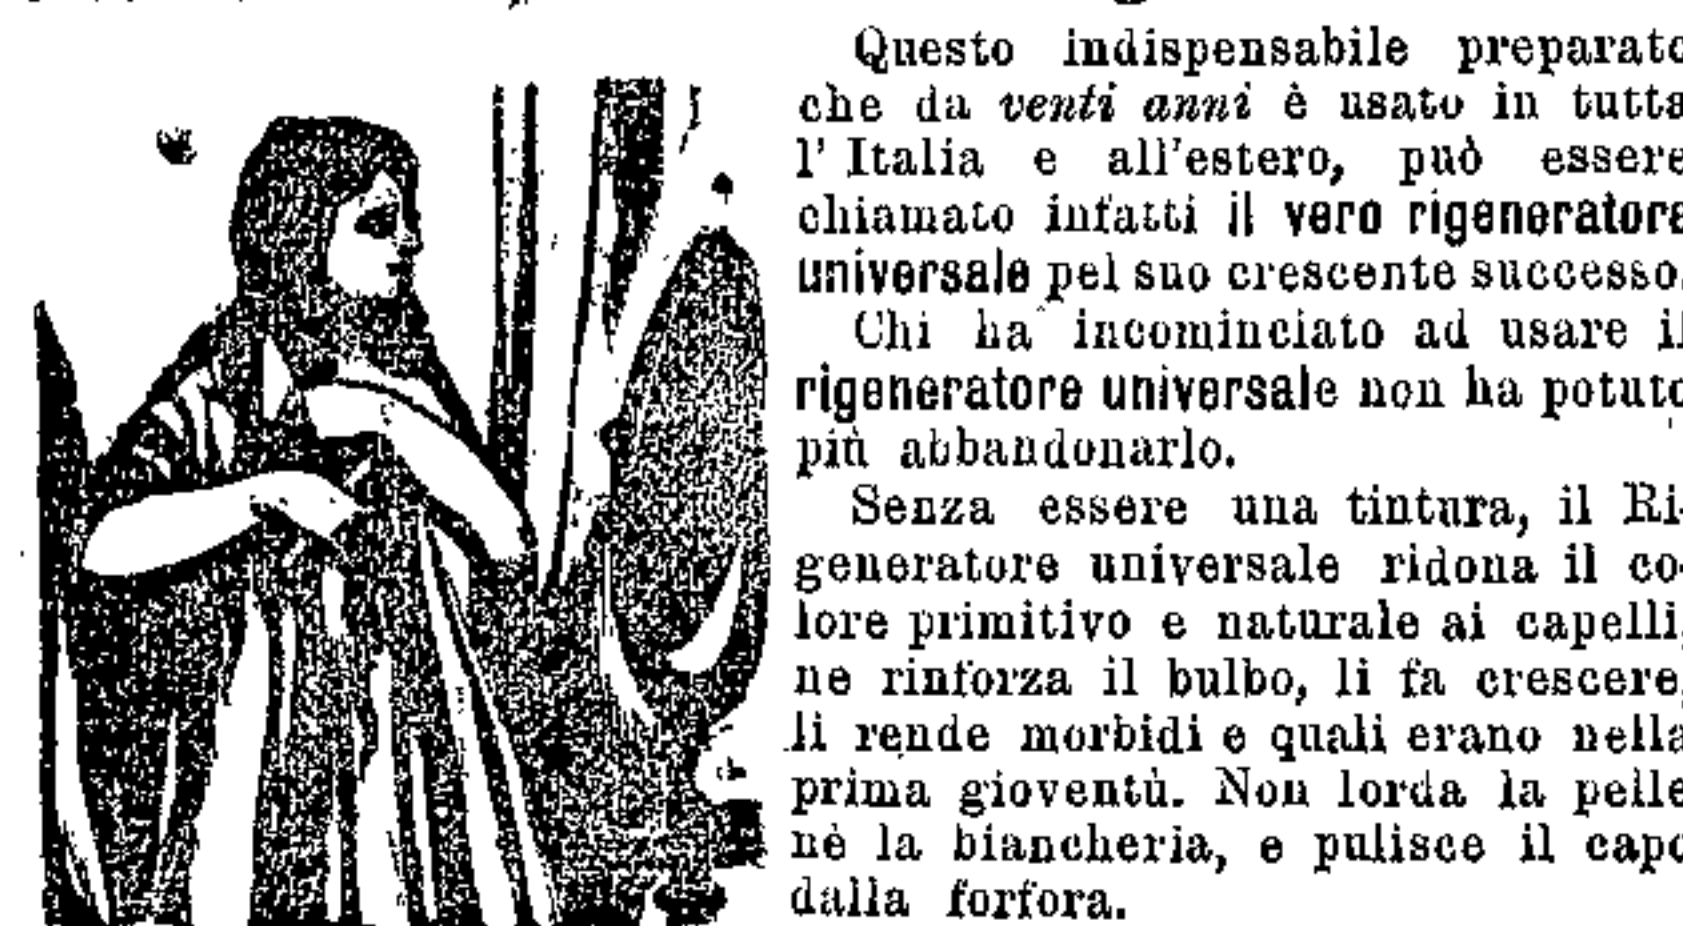 Questo indispensabile preparato
che da venti anni è usato in tutta
l' Italia e all'estero, può essere
chiamato infatti il vero rigeneratore
universale pel suo crescente successo.
Chi ha incominciato ad usare il
rigeneratore universale non ha potuto
più abbandonarlo.
Senza essere una tintura, il Ri-
generatore universale ridona il co-
lore primitivo e naturale ai capelli,
ne rinforza il bulbo, li fa crescere,
li rende morbidi e quali erano nella
prima gioventù. Non lorda la pelle
nè la biancheria, e pulisce il capo
dalla forfora.